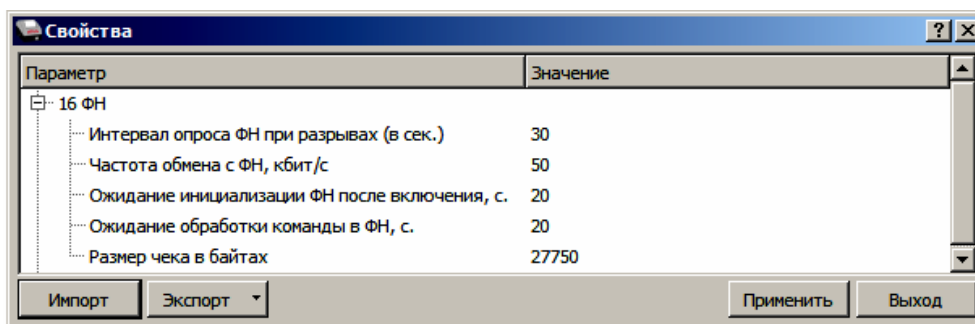 Свойства
Параметр Значение
16 ФН
Интервал опроса ФН при разрывах (в сек.) 30
Частота обмена с ФН, кбит/с 50
Ожидание инициализации ФН после включения, с. 20
Ожидание обработки команды в ФН, с. 20
Размер чека в байтах 27750
Импорт Экспорт Применить Выход